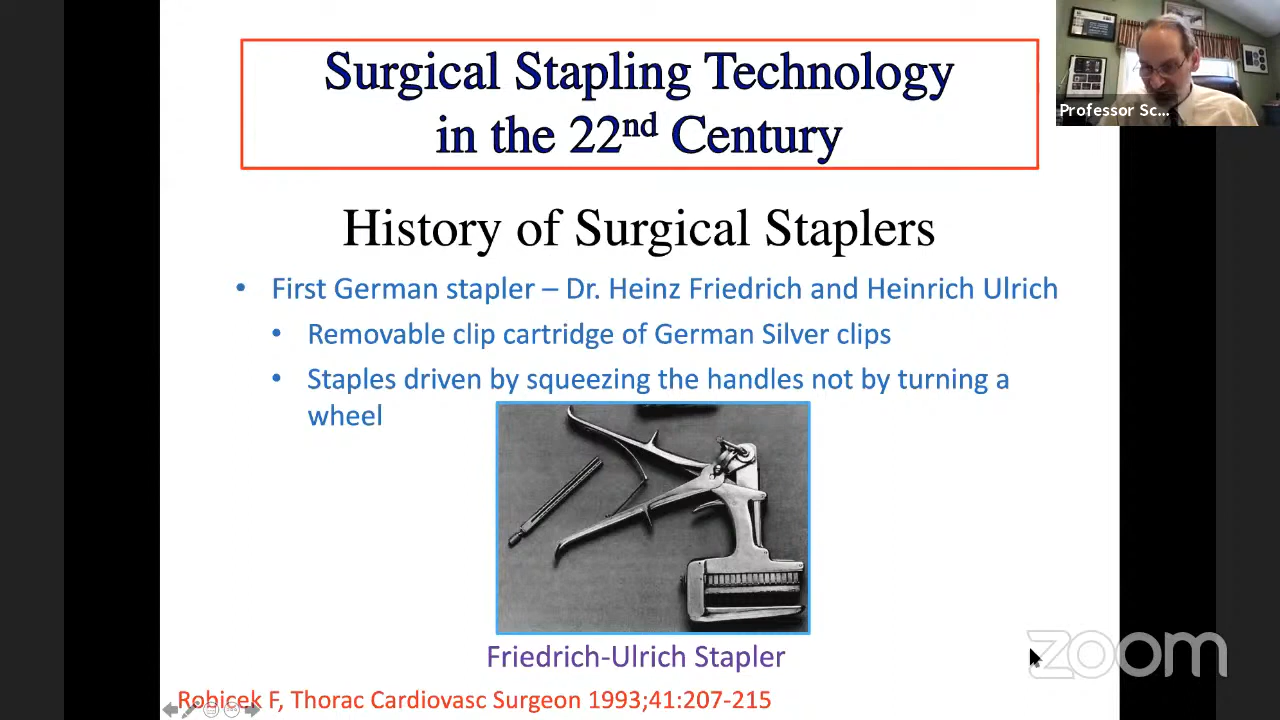 Surgical Stapling Technology
in the 22nd Century
Professor Sc...
History of Surgical Staplers
• First German stapler – Dr. Heinz Friedrich and Heinrich Ulrich
• Removable clip cartridge of German Silver clips
• Staples driven by squeezing the handles not by turning a
wheel
Friedrich-Ulrich Stapler
zoom
Robicek F, Thorac Cardiovasc Surgeon 1993;41:207-215